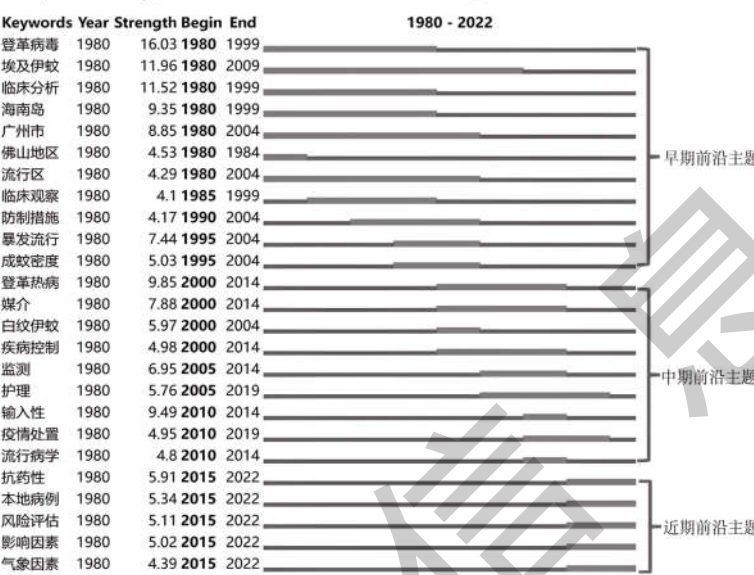 Keywords Year Strength Begin End 1980 - 2022
登革病毒 1980 16.03 1980 1999
埃及伊蚊 1980 11.96 1980 2009
临床分析 1980 11.52 1980 1999
海南岛 1980 9.35 1980 1999
广州市 1980 8.85 1980 2004
佛山地区 1980 4.53 1980 1984
流行区 1980 4.29 1980 2004
临床观察 1980 4.1 1985 1999
防制措施 1980 4.17 1990 2004
暴发流行 1980 7.44 1995 2004
成蚊密度 1980 5.03 1995 2004
早期前沿主题
登革热病 1980 9.85 2000 2014
媒介 1980 7.88 2000 2014
白纹伊蚊 1980 5.97 2000 2004
疾病控制 1980 4.98 2000 2014
监测 1980 6.95 2005 2014
护理 1980 5.76 2005 2019
输入性 1980 9.49 2010 2014
疫情处置 1980 4.95 2010 2019
流行病学 1980 4.8 2010 2014
中期前沿主题
抗药性 1980 5.91 2015 2022
本地病例 1980 5.34 2015 2022
风险评估 1980 5.11 2015 2022
影响因素 1980 5.02 2015 2022
气象因素 1980 4.39 2015 2022
近期前沿主题